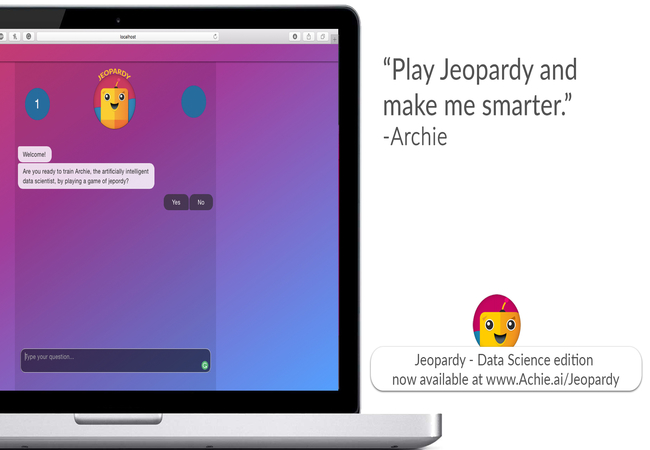 localhost
JEOPARDY
1
Welcome!
Are you ready to train Archie, the artificially intelligent
data scientist, by playing a game of jepordy?
Yes No
Type your question...
“Play Jeopardy and
make me smarter.”
-Archie
Jeopardy - Data Science edition
now available at www.Achie.ai/Jeopardy